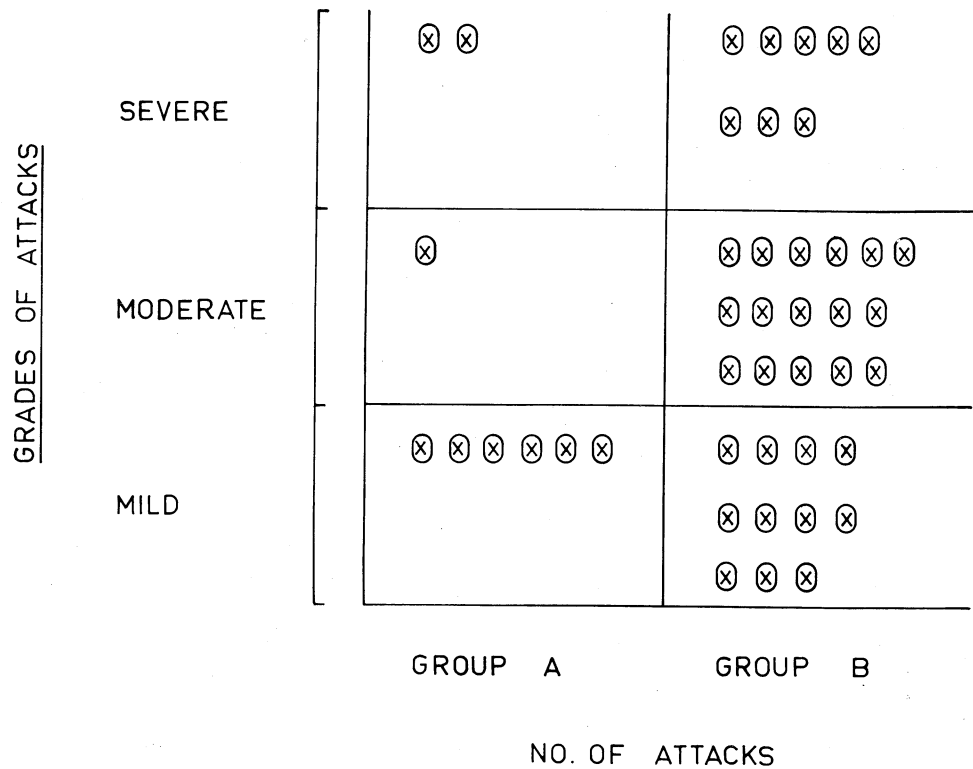 GRADES OF ATTACKS
SEVERE
MODERATE
MILD
GROUP A
GROUP B
NO. OF ATTACKS